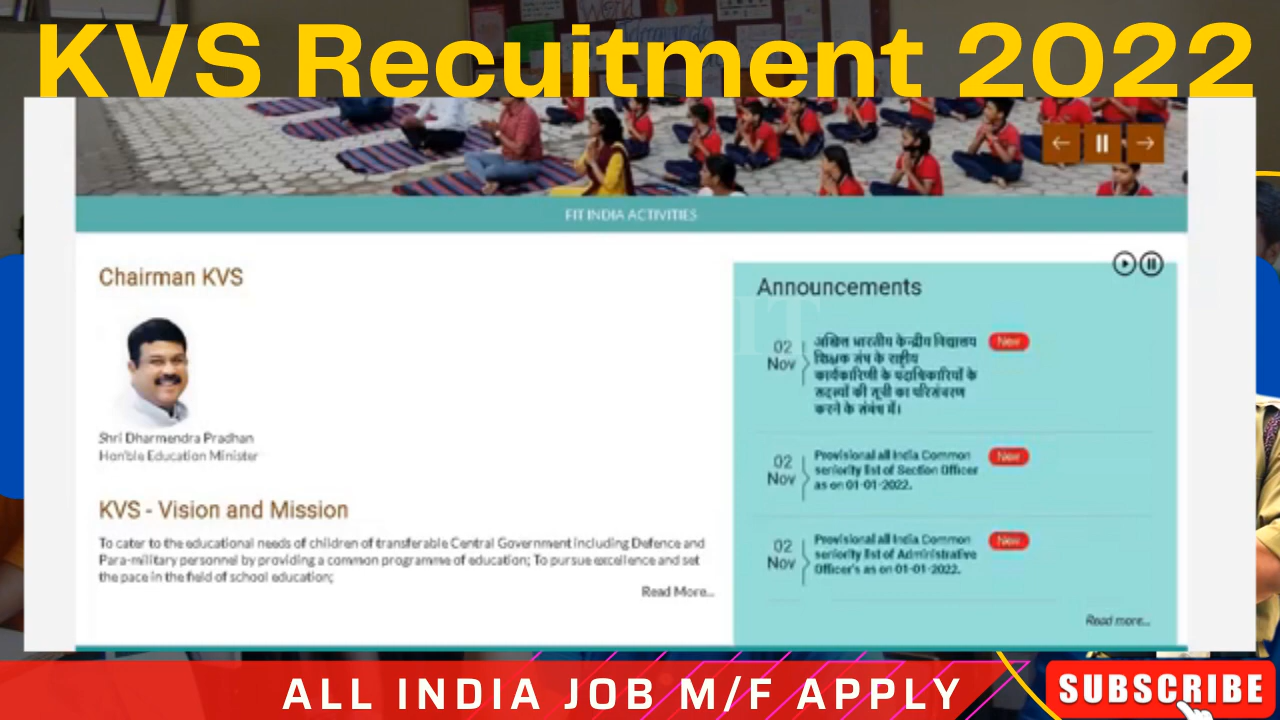 KVS Recuitment 2022
FIT INDIA ACTIVITIES
Chairman KVS
Shri Dharmendra Pradhan
Hon'ble Education Minister
KVS - Vision and Mission
To cater to the educational needs of children of transferable Central Government including Defence and
Para-military personnel by providing a common programme of education; To pursue excellence and set
the pace in the field of school education;
Read More...
Announcements
02
Nov
अखिल भारतीय केन्द्रीय विद्यालय
शिक्षक संघ के राष्ट्रीय
कार्यकारिणी के पदाधिकारियों के
सदस्यों की सूची का परिसंचरण
करने के संबंध में।
New
02
Nov
Provisional all India Common
seniority list of Section Officer
as on 01-01-2022.
New
02
Nov
Provisional all India Common
seniority list of Administrative
Officer's as on 01-01-2022.
New
Read more...
ALL INDIA JOB M/F APPLY
SUBSCRIBE